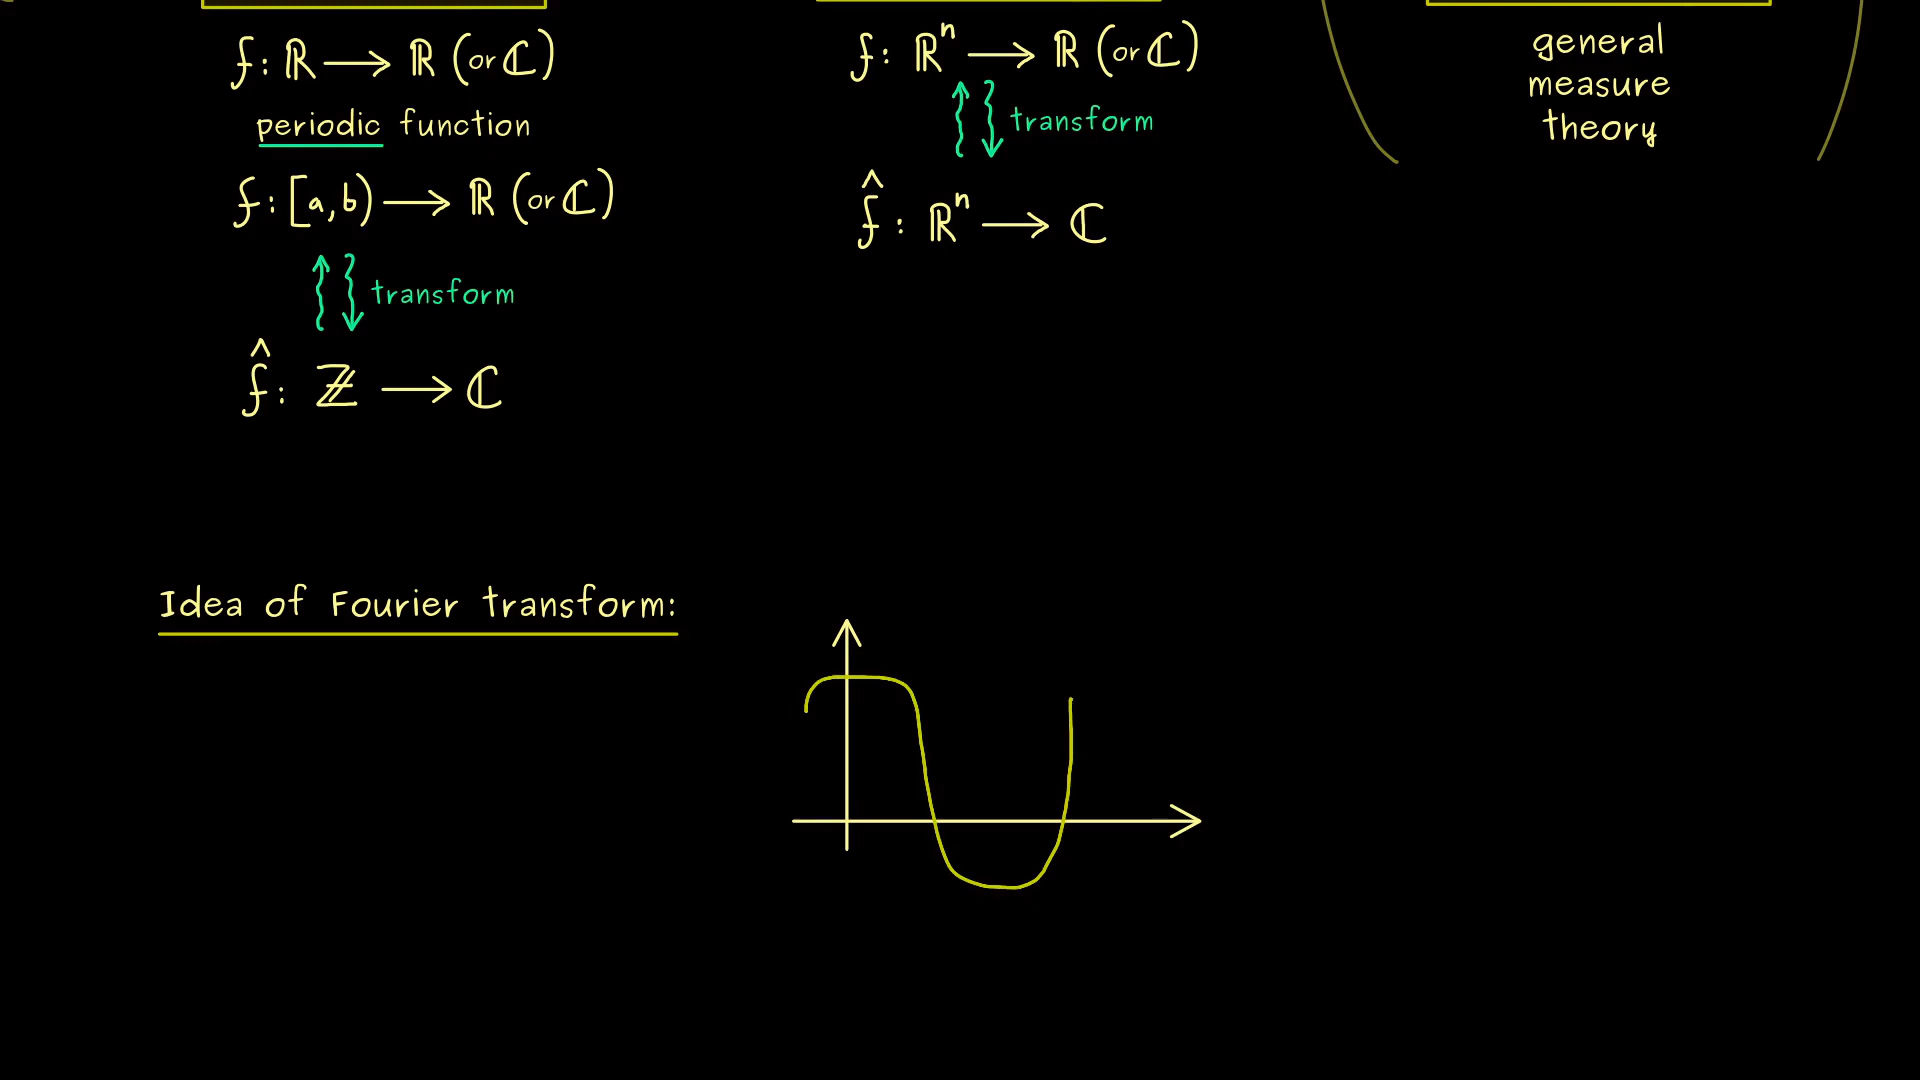 f: ℝ ⟶ ℝ (or ℂ)
periodic function
f: [a,b) ⟶ ℝ (or ℂ)
transform
f̂: ℤ ⟶ ℂ
f: ℝⁿ ⟶ ℝ (or ℂ)
transform
f̂: ℝⁿ ⟶ ℂ
general
measure
theory
Idea of Fourier transform: